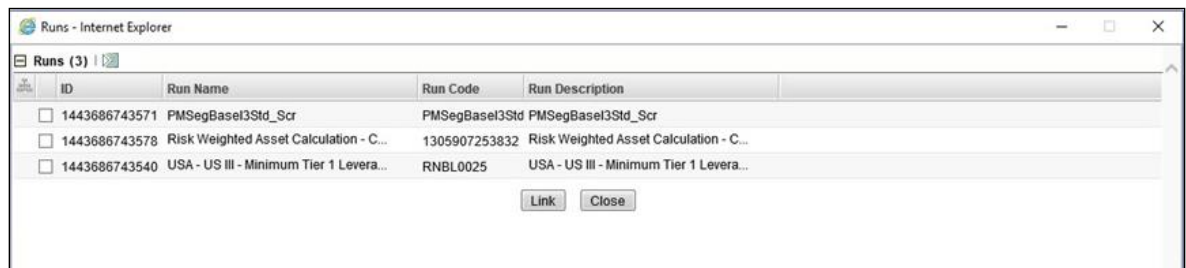 Runs - Internet Explorer
Runs (3)
ID Run Name Run Code Run Description
1443686743571 PMSegBasel3Std_Scr PMSegBasel3Std PMSegBasel3Std_Scr
1443686743578 Risk Weighted Asset Calculation - C... 1305907253832 Risk Weighted Asset Calculation - C...
1443686743540 USA - US III - Minimum Tier 1 Levera... RNBL0025 USA - US III - Minimum Tier 1 Levera...
Link Close